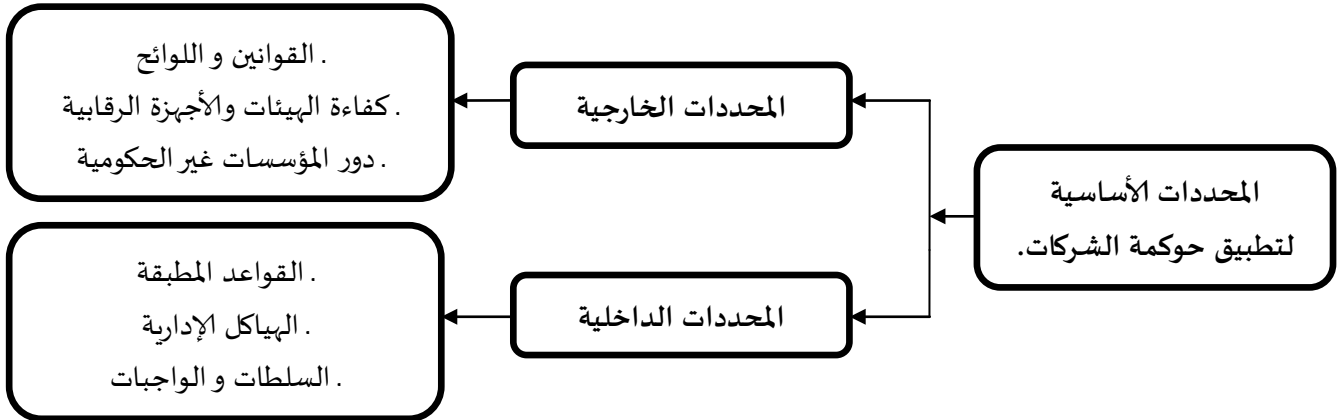 المحددات الأساسية
لتطبيق حوكمة الشركات.
المحددات الخارجية
. القوانين و اللوائح
. كفاءة الهيئات والأجهزة الرقابية
. دور المؤسسات غير الحكومية
المحددات الداخلية
. القواعد المطبقة
. الهياكل الإدارية
. السلطات و الواجبات